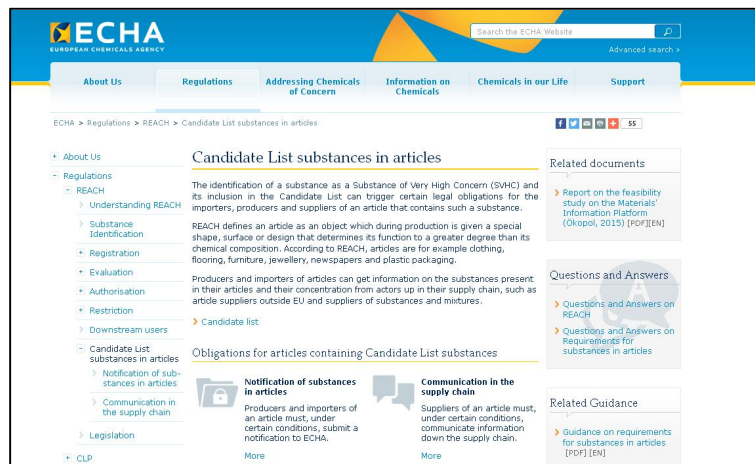 ECHA
EUROPEAN CHEMICALS AGENCY
Search the ECHA Website
Advanced search »
About Us
Regulations
Addressing Chemicals
of Concern
Information on
Chemicals
Chemicals in our Life
Support
ECHA > Regulations > REACH > Candidate List substances in articles
55
About Us
Regulations
REACH
Understanding REACH
Substance
Identification
Registration
Evaluation
Authorisation
Restriction
Downstream users
Candidate List
substances in articles
Notification of sub-
stances in articles
Communication in
the supply chain
Legislation
CLP
Candidate List substances in articles
The identification of a substance as a Substance of Very High Concern (SVHC) and
its inclusion in the Candidate List can trigger certain legal obligations for the
importers, producers and suppliers of an article that contains such a substance.
REACH defines an article as an object which during production is given a special
shape, surface or design that determines its function to a greater degree than its
chemical composition. According to REACH, articles are for example clothing,
flooring, furniture, jewellery, newspapers and plastic packaging.
Producers and importers of articles can get information on the substances present
in their articles and their concentration from actors up in their supply chain, such as
article suppliers outside EU and suppliers of substances and mixtures.
Candidate list
Obligations for articles containing Candidate List substances
Notification of substances
in articles
Producers and importers of
an article must, under
certain conditions, submit a
notification to ECHA.
More
Communication in the
supply chain
Suppliers of an article must,
under certain conditions,
communicate information
down the supply chain.
More
Related documents
Report on the feasibility
study on the Materials'
Information Platform
(Ökopol, 2015) [PDF][EN]
Questions and Answers
Questions and Answers on
REACH
Questions and Answers on
Requirements for
substances in articles
Related Guidance
Guidance on requirements
for substances in articles
[PDF] [EN]